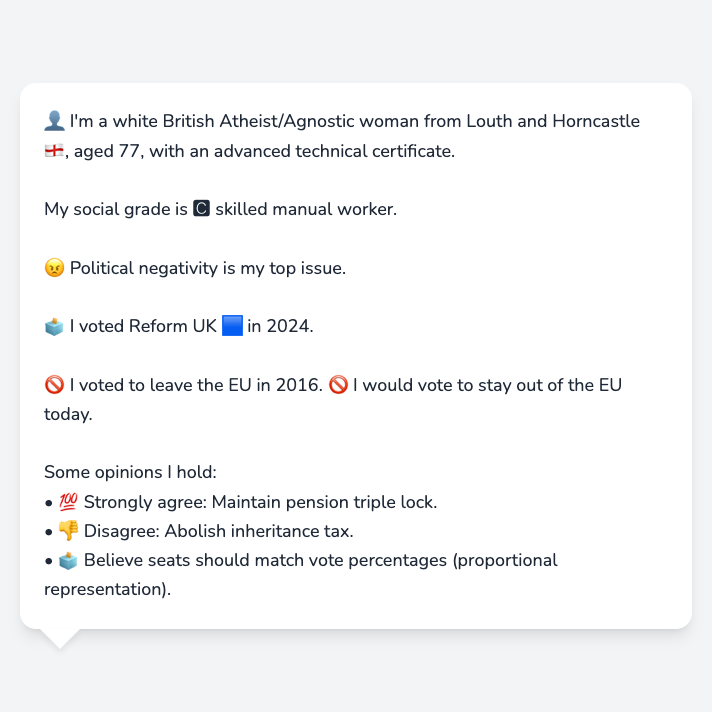 👤 I'm a white British Atheist/Agnostic woman from Louth and Horncastle
🏴󠁧󠁢󠁥󠁮󠁧󠁿, aged 77, with an advanced technical certificate.
My social grade is 🅲 skilled manual worker.
😠 Political negativity is my top issue.
🗳️ I voted Reform UK 🟦 in 2024.
🚫 I voted to leave the EU in 2016. 🚫 I would vote to stay out of the EU
today.
Some opinions I hold:
• 💯 Strongly agree: Maintain pension triple lock.
• 👎 Disagree: Abolish inheritance tax.
• 🗳️ Believe seats should match vote percentages (proportional
representation).